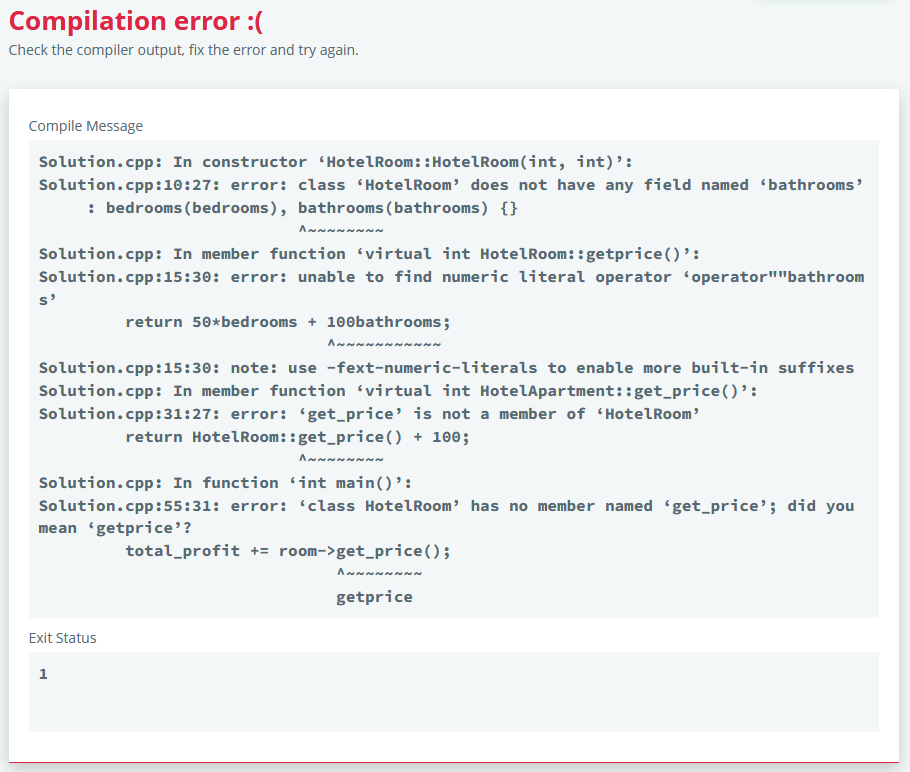 Compilation error :(
Check the compiler output, fix the error and try again.
Compile Message
Solution.cpp: In constructor ‘HotelRoom::HotelRoom(int, int)’:
Solution.cpp:10:27: error: class ‘HotelRoom’ does not have any field named ‘bathrooms’
: bedrooms(bedrooms), bathrooms(bathrooms) {}
^~~~~~~~~
Solution.cpp: In member function ‘virtual int HotelRoom::getprice()’:
Solution.cpp:15:30: error: unable to find numeric literal operator ‘operator""bathroom
s’
return 50*bedrooms + 100bathrooms;
^~~~~~~~~~~~
Solution.cpp:15:30: note: use -fext-numeric-literals to enable more built-in suffixes
Solution.cpp: In member function ‘virtual int HotelApartment::get_price()’:
Solution.cpp:31:27: error: ‘get_price’ is not a member of ‘HotelRoom’
return HotelRoom::get_price() + 100;
^~~~~~~~~
Solution.cpp: In function ‘int main()’:
Solution.cpp:55:31: error: ‘class HotelRoom’ has no member named ‘get_price’; did you
mean ‘getprice’?
total_profit += room->get_price();
^~~~~~~~~
getprice
Exit Status
1